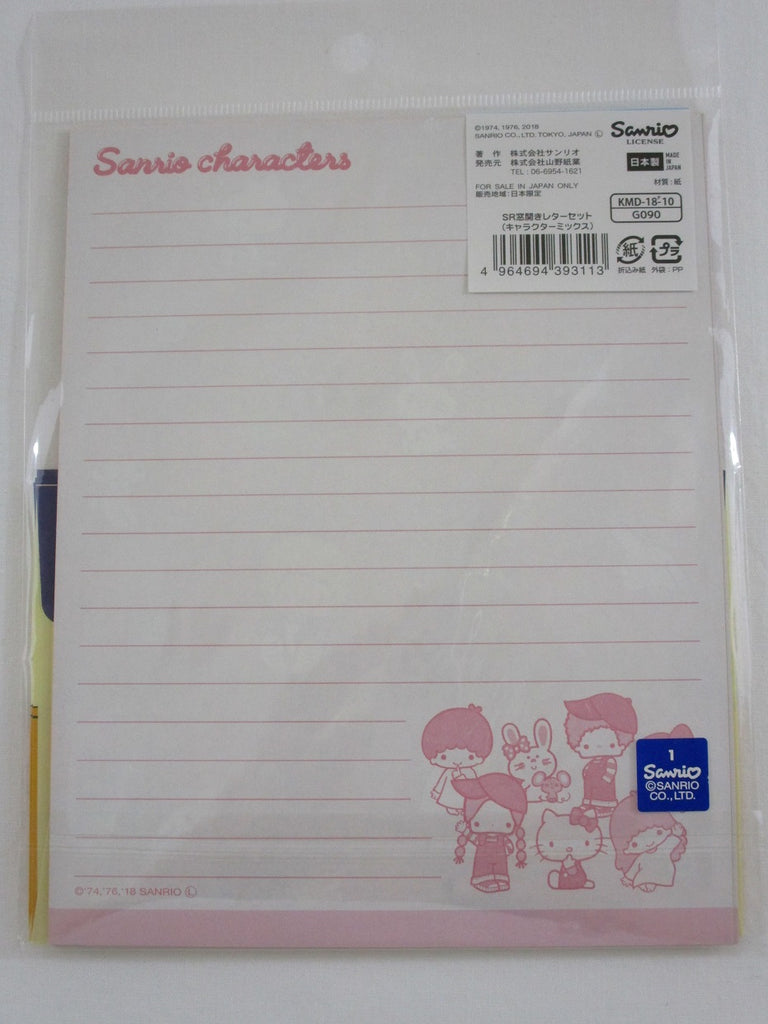 Sanrio characters
©1974, 1976, 2018
SANRIO CO., LTD. TOKYO, JAPAN Ⓛ
Sanrio
LICENSE
著　作　株式会社サンリオ
発売元　株式会社山野紙業
TEL : 06-6954-1621
日本製 MADE IN JAPAN
材質：紙
FOR SALE IN JAPAN ONLY
販売地域：日本限定
KMD-18-10
G090
SR窓開きレターセット
（キャラクターミックス）
4 964694 393113
紙
折込み紙
プラ
外袋：PP
1
Sanrio
©SANRIO
CO.,LTD.
©'74,'76,'18 SANRIO Ⓛ